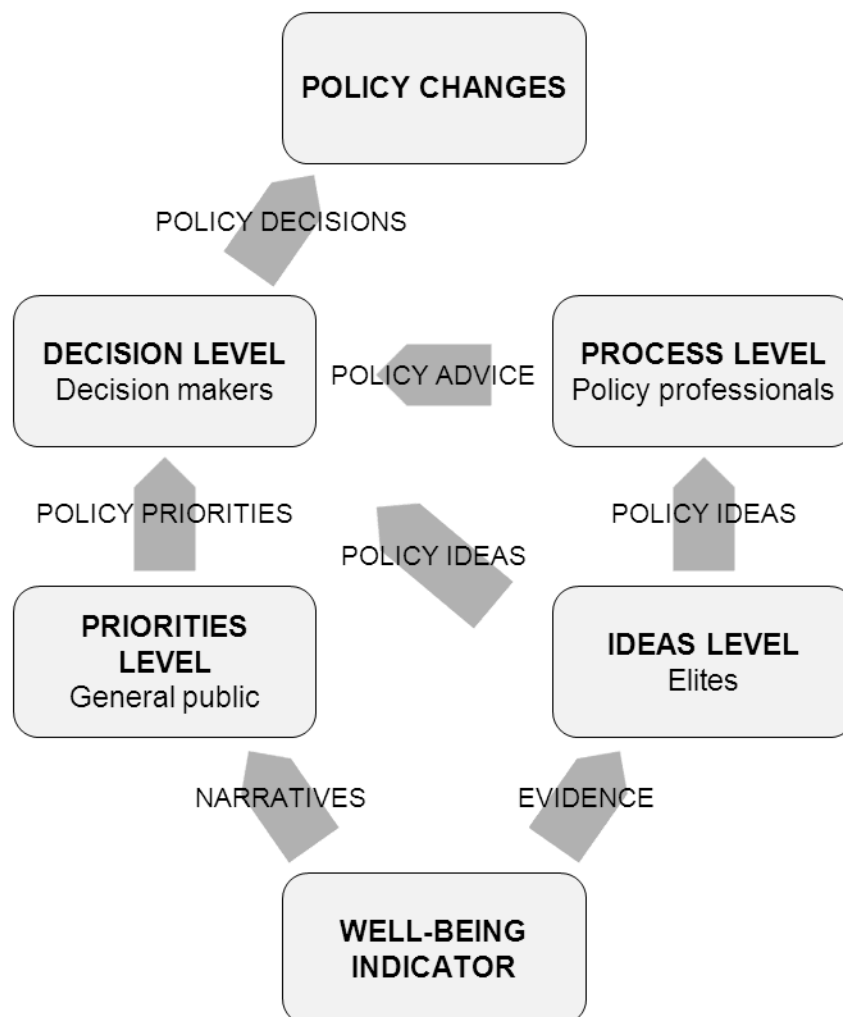 POLICY CHANGES
POLICY DECISIONS
DECISION LEVEL
Decision makers
POLICY ADVICE
PROCESS LEVEL
Policy professionals
POLICY PRIORITIES
POLICY IDEAS
POLICY IDEAS
PRIORITIES
LEVEL
General public
IDEAS LEVEL
Elites
NARRATIVES
EVIDENCE
WELL-BEING
INDICATOR